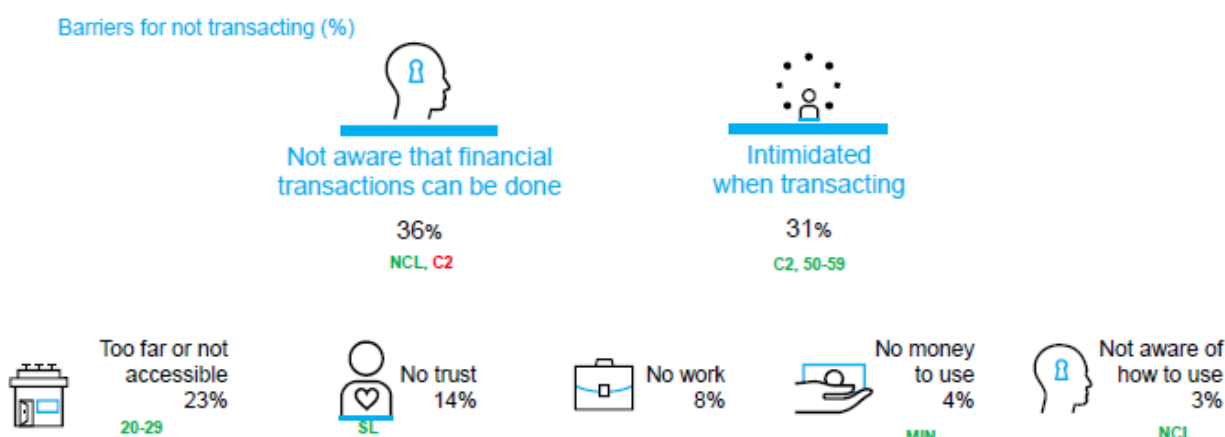 Barriers for not transacting (%)
Not aware that financial
transactions can be done
36%
NCL, C2
Intimidated
when transacting
31%
C2, 50-59
Too far or not
accessible
23%
20-29
No trust
14%
SL
No work
8%
No money
to use
4%
MIN
Not aware of
how to use
3%
NCL